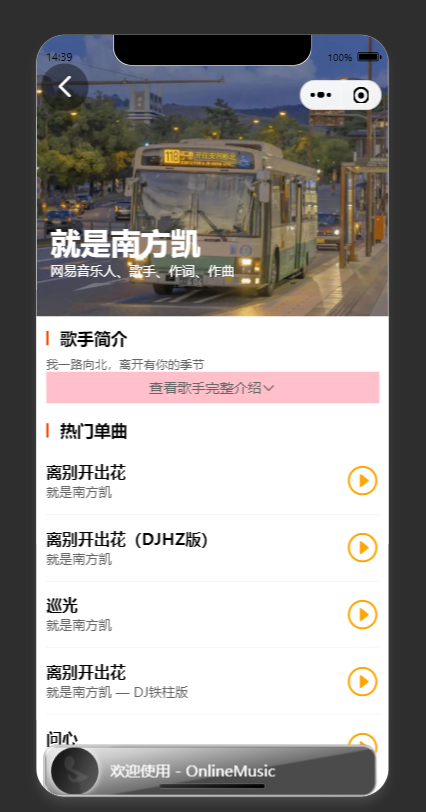 14:39
100%
118
就是南方凯
网易音乐人、歌手、作词、作曲
歌手简介
我一路向北，离开有你的季节
查看歌手完整介绍
热门单曲
离别开出花
就是南方凯
离别开出花（DJHZ版）
就是南方凯
巡光
就是南方凯
离别开出花
就是南方凯 — DJ铁柱版
问心
欢迎使用 - OnlineMusic